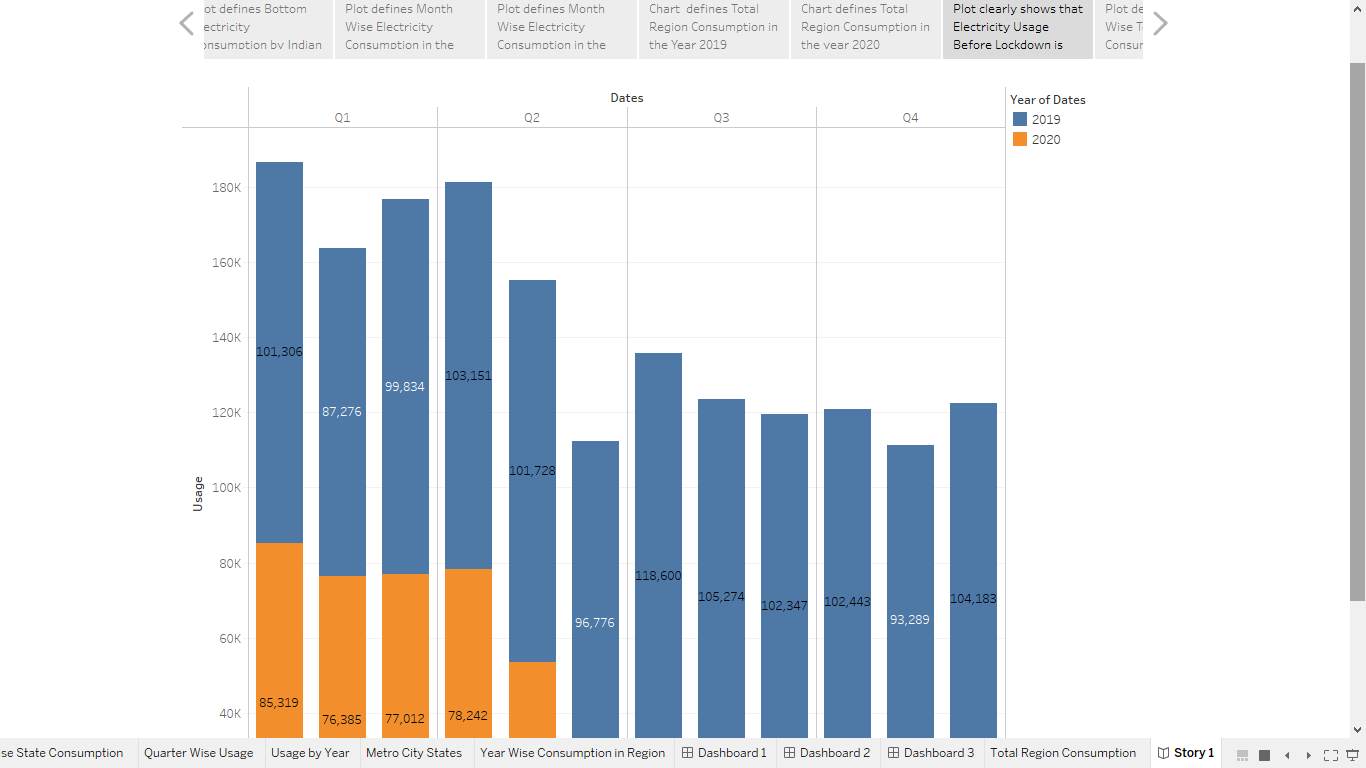 ot defines Bottom
ectricity
onsumption by Indian
Plot defines Month
Wise Electricity
Consumption in the
Plot defines Month
Wise Electricity
Consumption in the
Chart  defines Total
Region Consumption in
the Year 2019
Chart defines Total
Region Consumption in
the year 2020
Plot clearly shows that
Electricity Usage
Before Lockdown is
Plot de
Wise T
Consur
Dates
Q1
Q2
Q3
Q4
Year of Dates
2019
2020
180K
160K
140K
120K
100K
80K
60K
40K
Usage
101,306
87,276
99,834
103,151
101,728
96,776
118,600
105,274
102,347
102,443
93,289
104,183
85,319
76,385
77,012
78,242
se State Consumption
Quarter Wise Usage
Usage by Year
Metro City States
Year Wise Consumption in Region
Dashboard 1
Dashboard 2
Dashboard 3
Total Region Consumption
Story 1